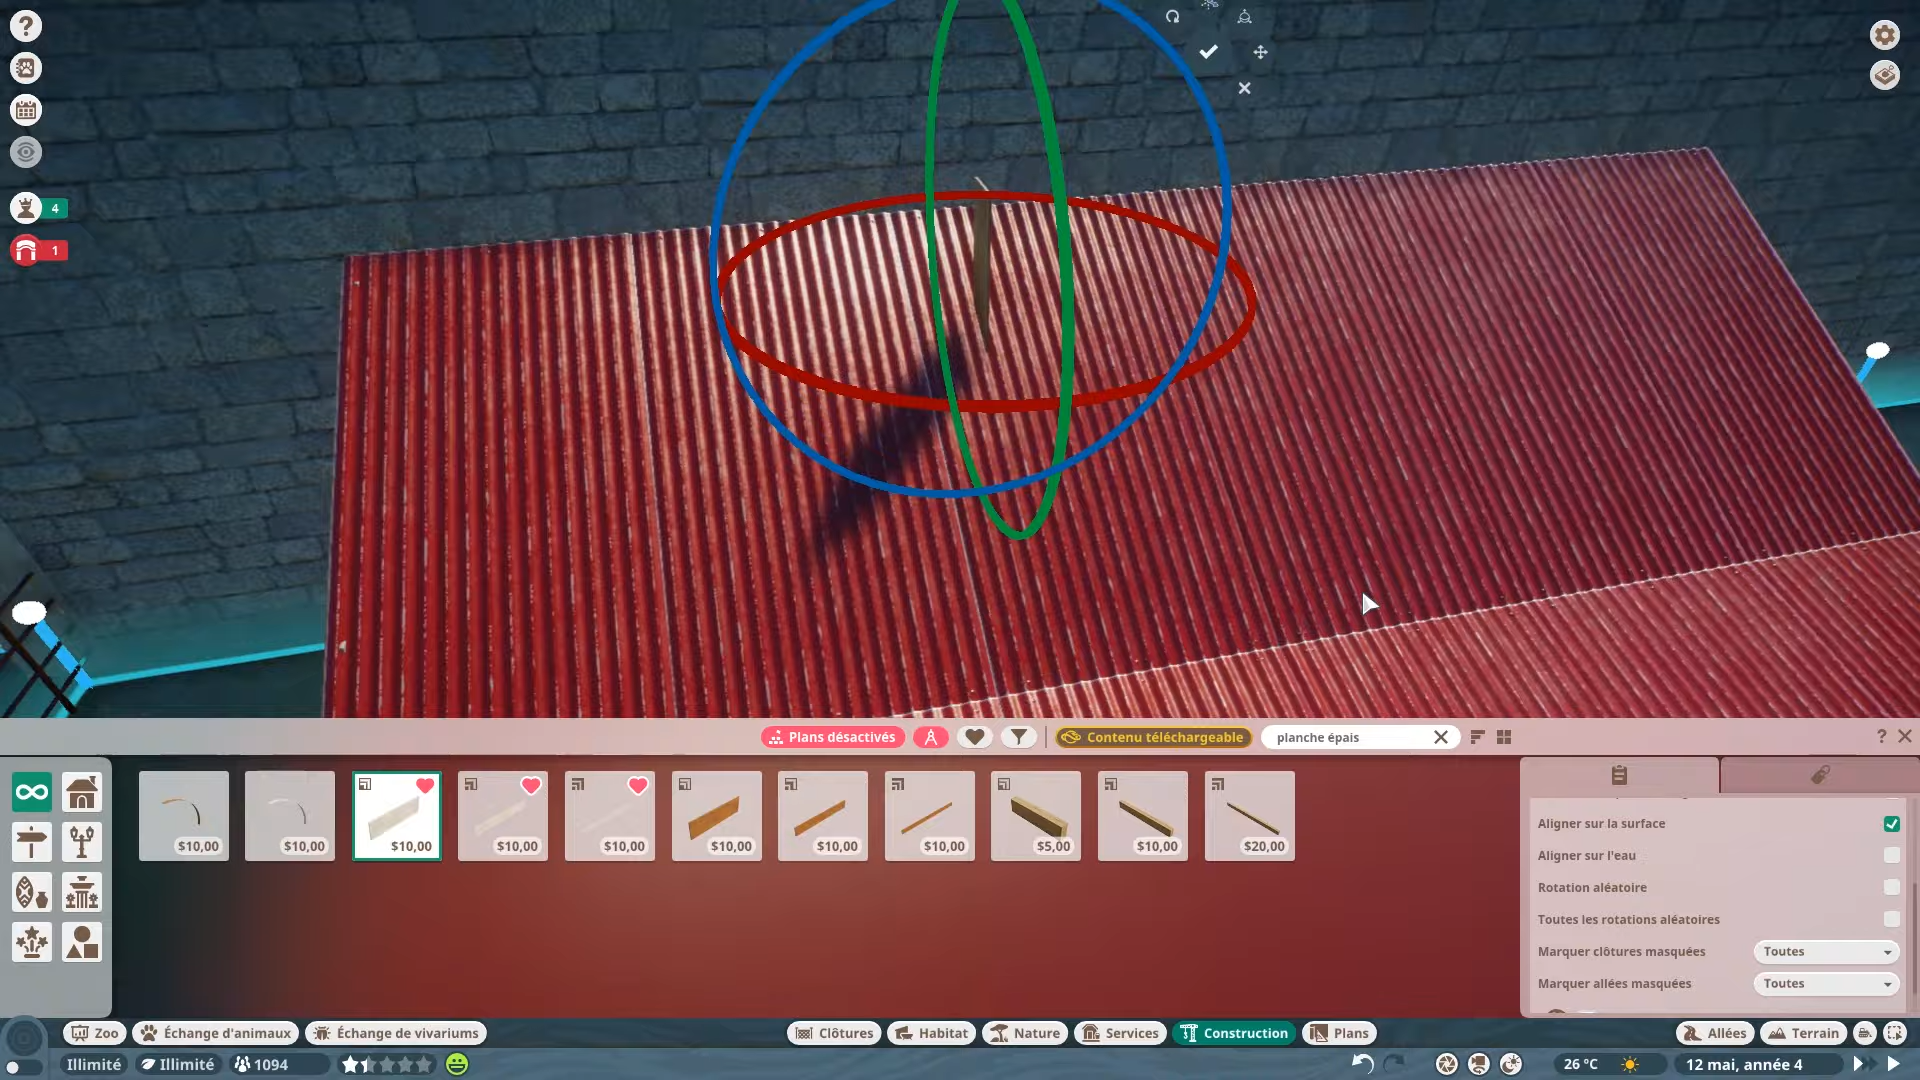 4
1
Plans désactivés
Contenu téléchargeable
planche épais
$10,00
$10,00
$10,00
$10,00
$10,00
$10,00
$10,00
$10,00
$5,00
$10,00
$20,00
Aligner sur la surface
Aligner sur l'eau
Rotation aléatoire
Toutes les rotations aléatoires
Marquer clôtures masquées Toutes
Marquer allées masquées Toutes
Zoo Échange d'animaux Échange de vivariums Clôtures Habitat Nature Services Construction Plans Allées Terrain
Illimité Illimité 1094 26 °C 12 mai, année 4